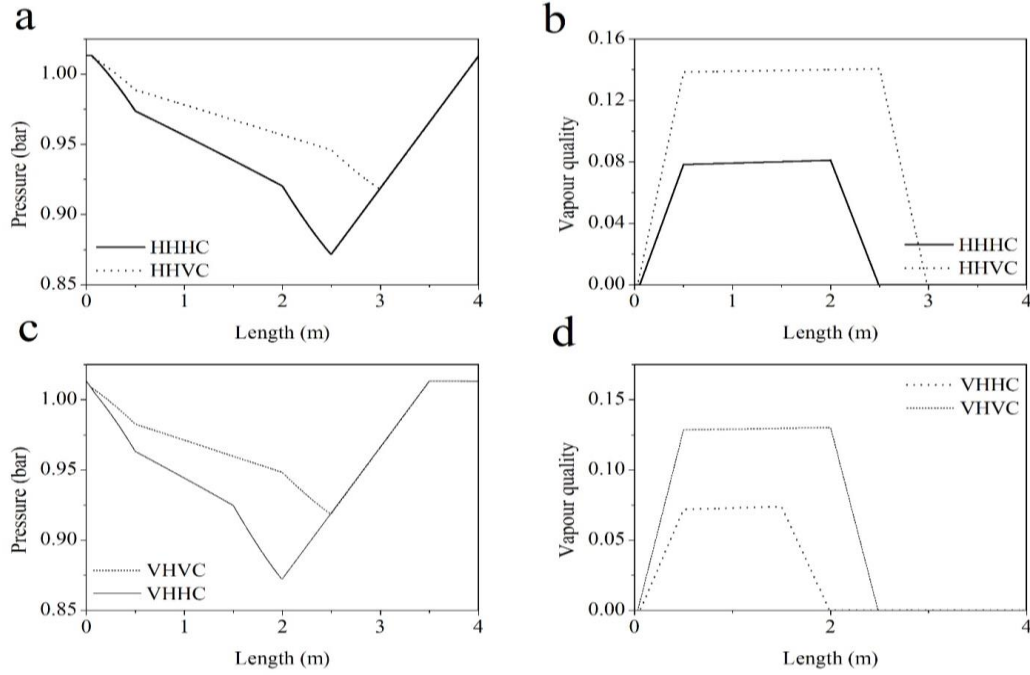 a
1.00
0.95
0.90
0.85
Pressure (bar)
HHHC
HHVC
0 1 2 3 4
Length (m)
b
0.16
0.12
0.08
0.04
0.00
Vapour quality
HHHC
HHVC
0 1 2 3 4
Length (m)
c
1.00
0.95
0.90
0.85
Pressure (bar)
VHVC
VHHC
0 1 2 3 4
Length (m)
d
0.15
0.10
0.05
0.00
Vapour quality
VHHC
VHVC
0 2 4
Length (m)